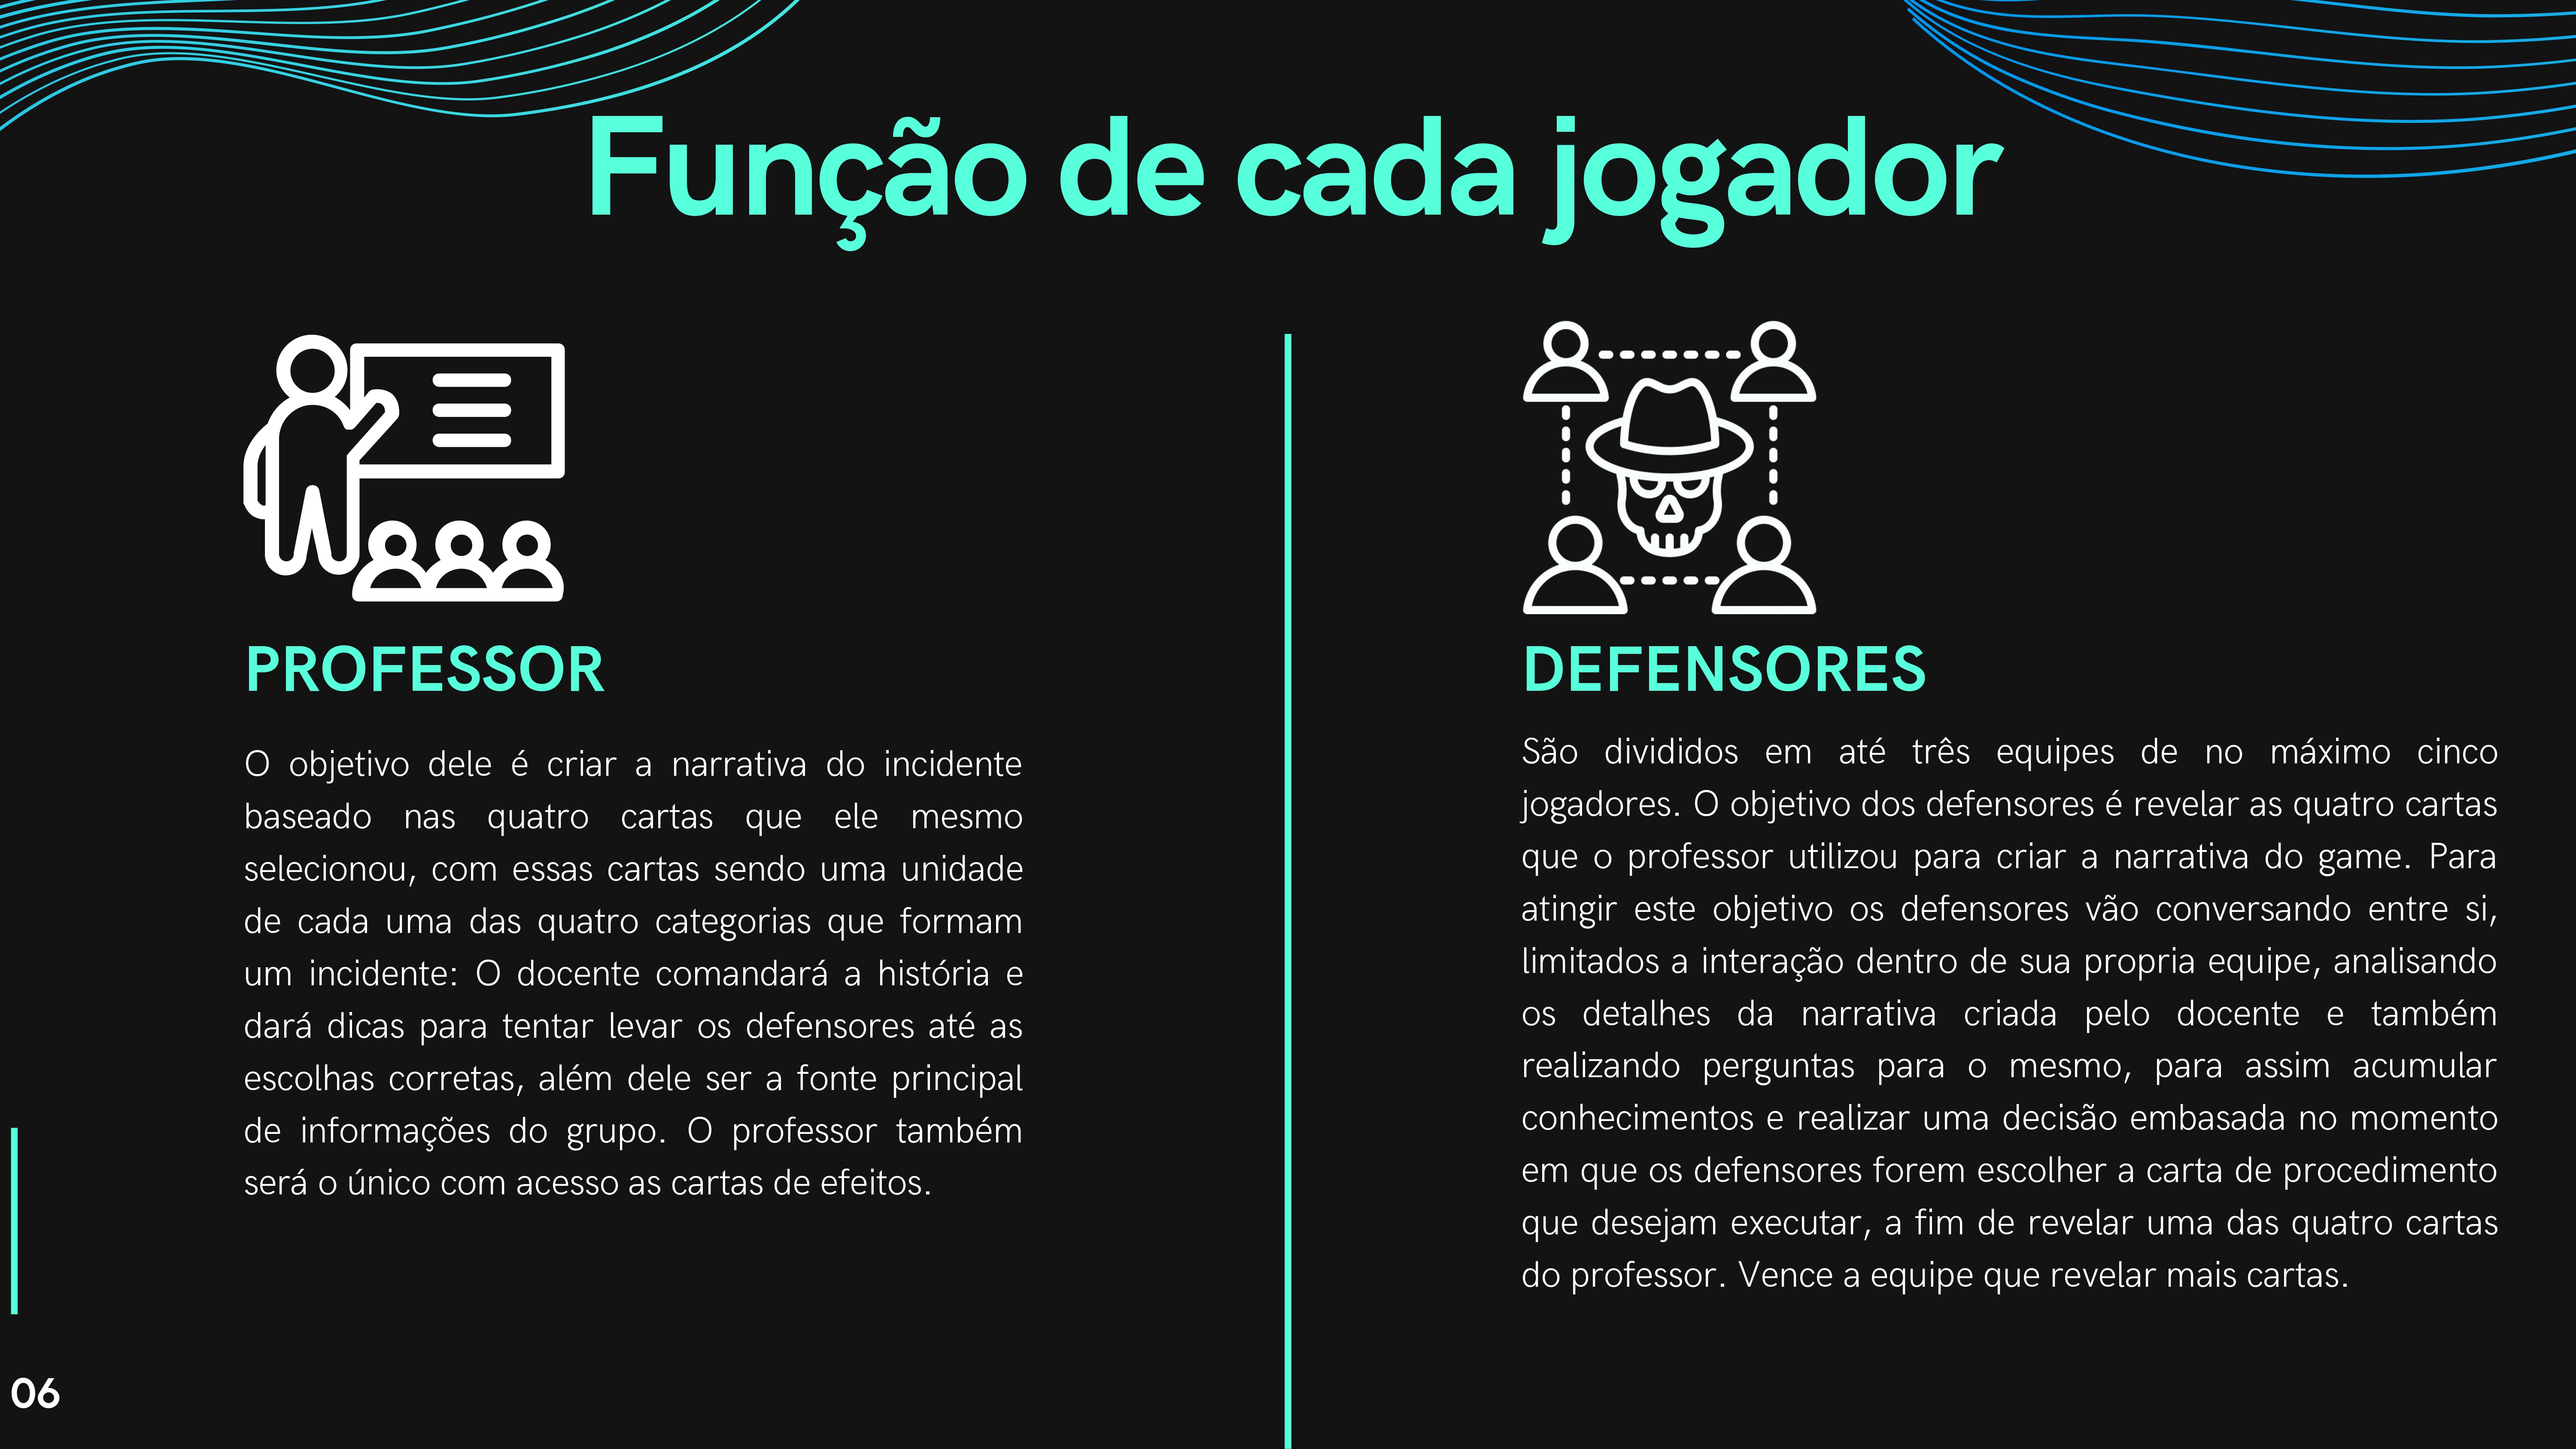 Função de cada jogador
PROFESSOR
O objetivo dele é criar a narrativa do incidente
baseado nas quatro cartas que ele mesmo
selecionou, com essas cartas sendo uma unidade
de cada uma das quatro categorias que formam
um incidente: O docente comandará a história e
dará dicas para tentar levar os defensores até as
escolhas corretas, além dele ser a fonte principal
de informações do grupo. O professor também
será o único com acesso as cartas de efeitos.
DEFENSORES
São divididos em até três equipes de no máximo cinco
jogadores. O objetivo dos defensores é revelar as quatro cartas
que o professor utilizou para criar a narrativa do game. Para
atingir este objetivo os defensores vão conversando entre si,
limitados a interação dentro de sua propria equipe, analisando
os detalhes da narrativa criada pelo docente e também
realizando perguntas para o mesmo, para assim acumular
conhecimentos e realizar uma decisão embasada no momento
em que os defensores forem escolher a carta de procedimento
que desejam executar, a fim de revelar uma das quatro cartas
do professor. Vence a equipe que revelar mais cartas.
06